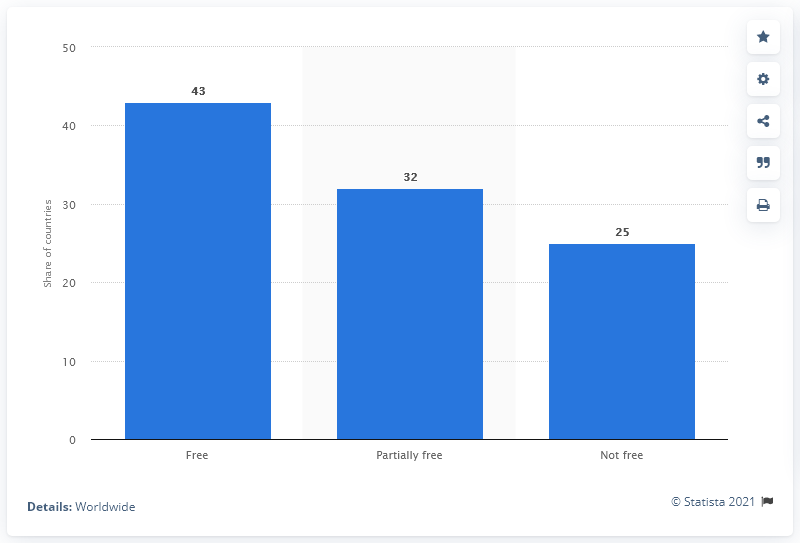 50
43
40
32
30
25
20
10
0
Share of countries
Free
Partially free
Not free
Details: Worldwide
© Statista 2021